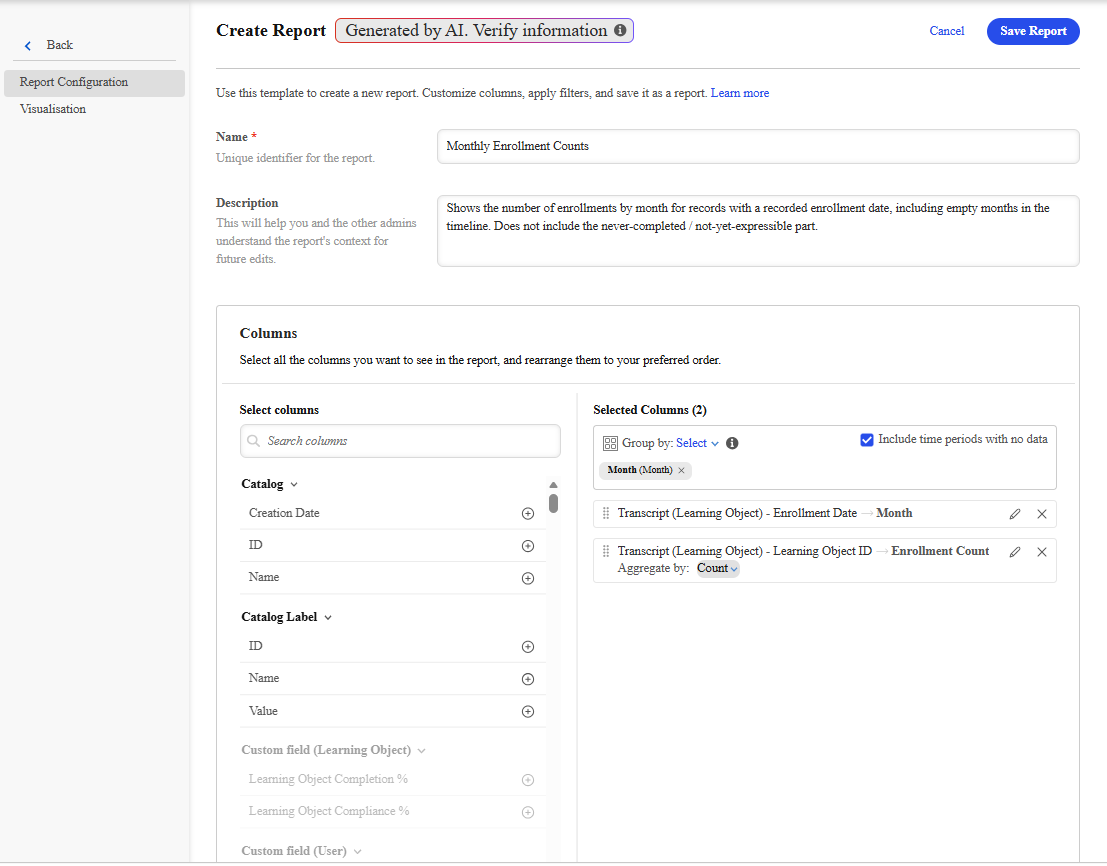 Back
Report Configuration
Visualisation
Create Report
Generated by AI. Verify information
Cancel
Save Report
Use this template to create a new report. Customize columns, apply filters, and save it as a report. Learn more
Name *
Unique identifier for the report.
Monthly Enrollment Counts
Description
This will help you and the other admins
understand the report's context for
future edits.
Shows the number of enrollments by month for records with a recorded enrollment date, including empty months in the
timeline. Does not include the never-completed / not-yet-expressible part.
Columns
Select all the columns you want to see in the report, and rearrange them to your preferred order.
Select columns
Search columns
Catalog
Creation Date
ID
Name
Catalog Label
ID
Name
Value
Custom field (Learning Object)
Learning Object Completion %
Learning Object Compliance %
Custom field (User)
Selected Columns (2)
Group by: Select
Include time periods with no data
Month (Month)
Transcript (Learning Object) - Enrollment Date → Month
Transcript (Learning Object) - Learning Object ID → Enrollment Count
Aggregate by: Count